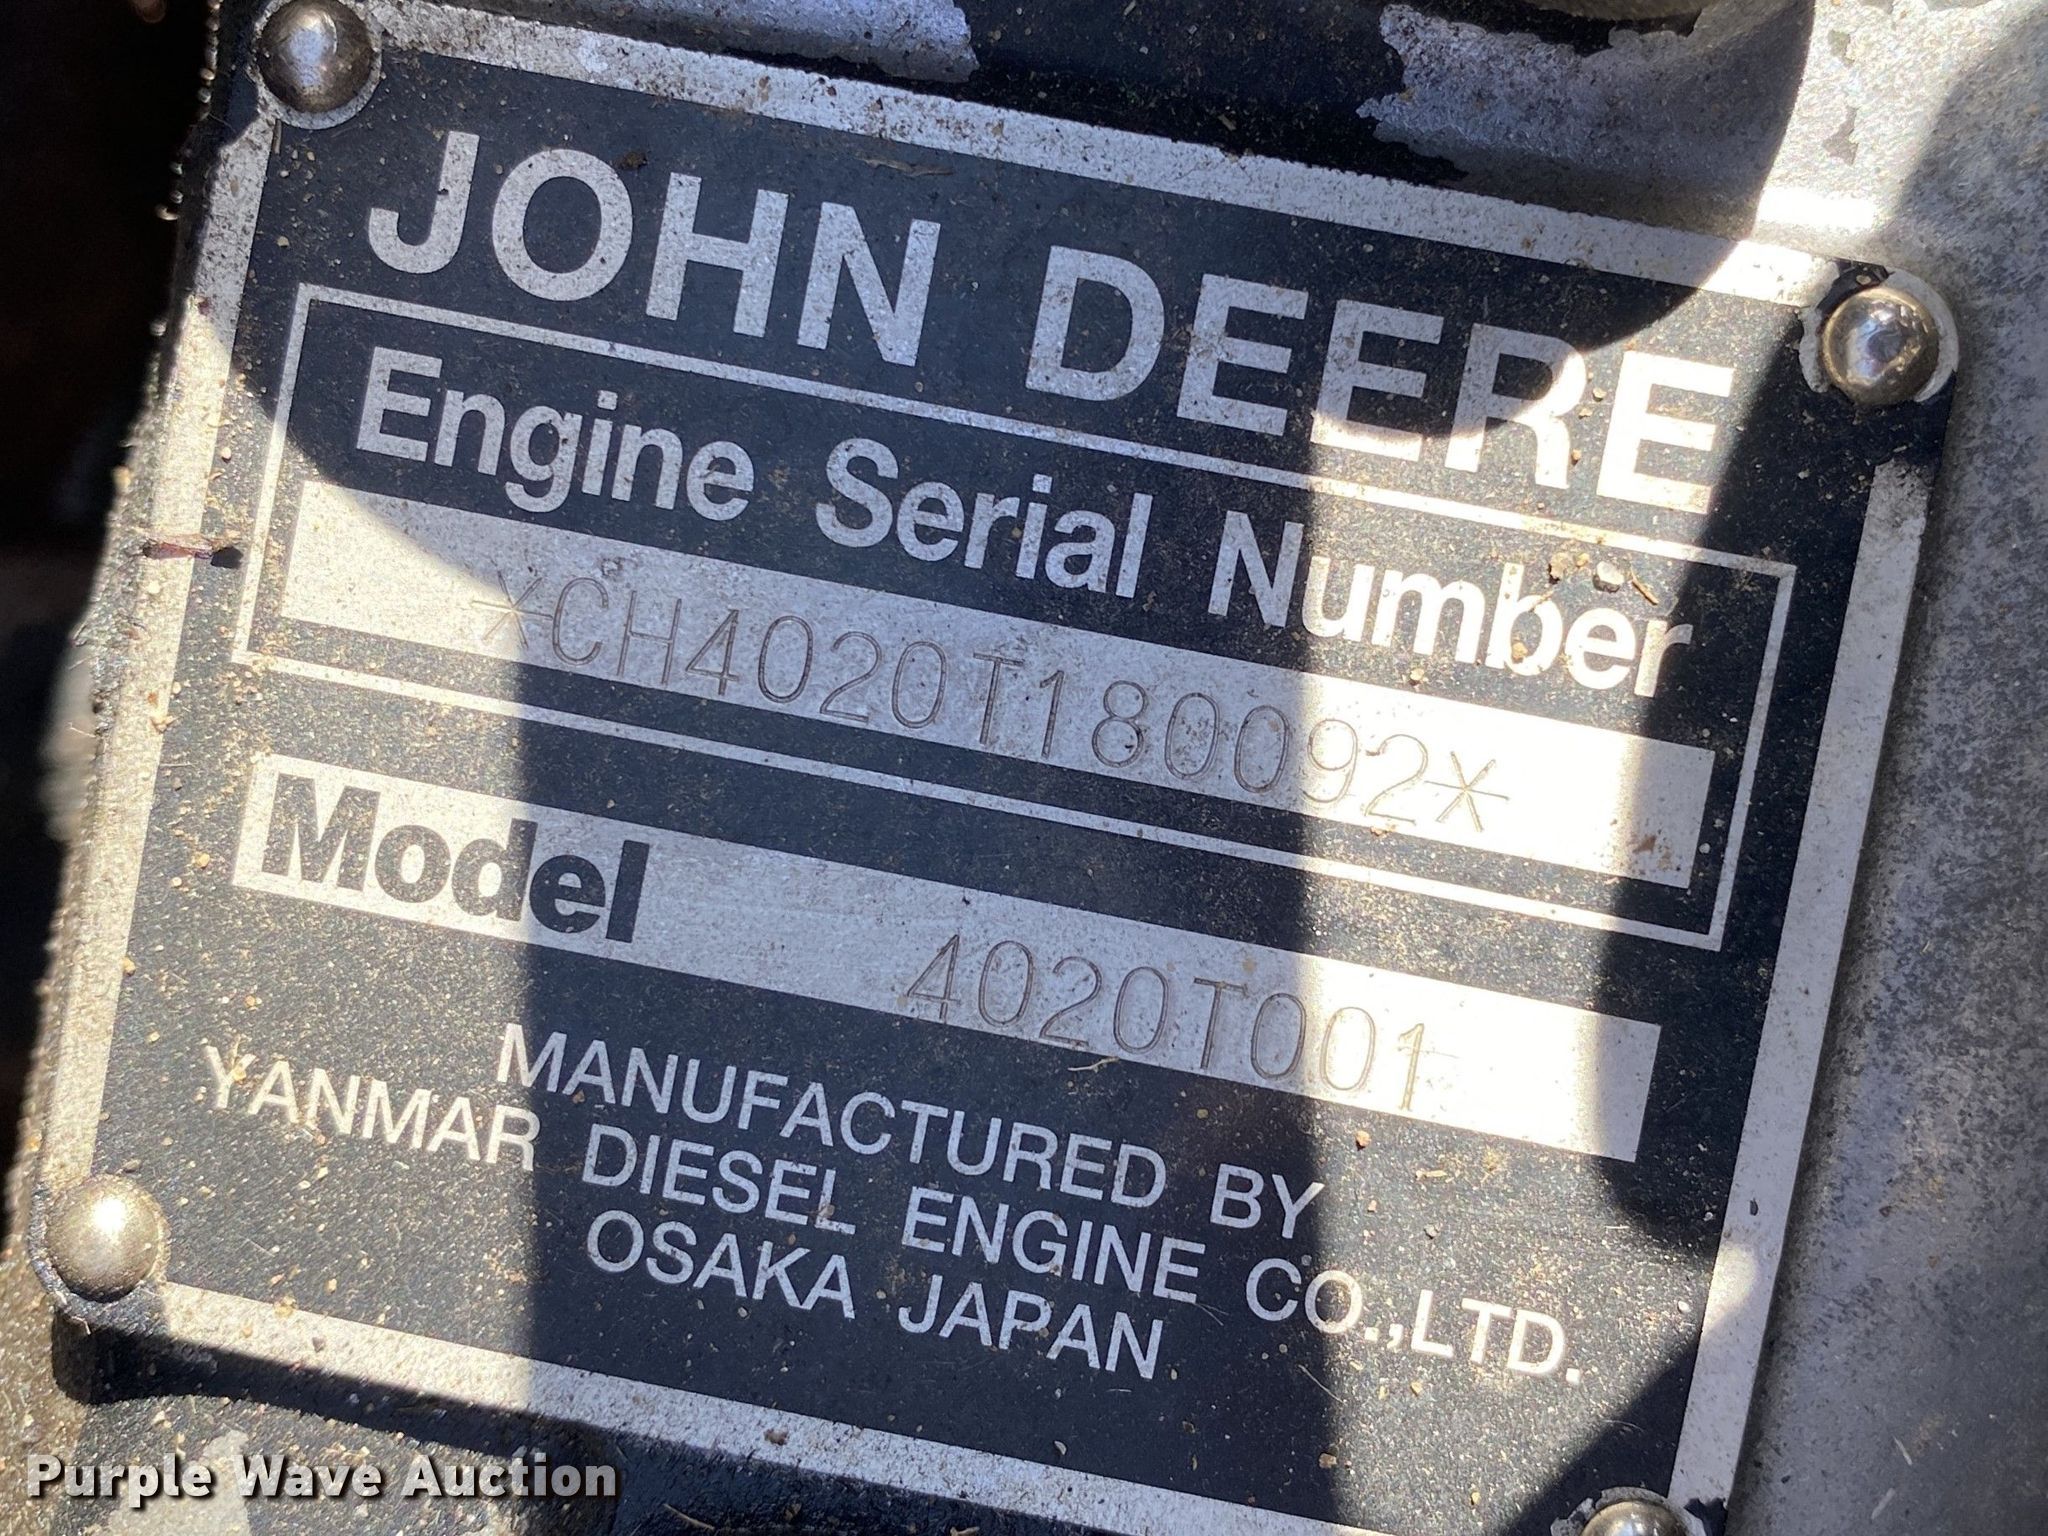 JOHN DEERE
Engine Serial Number
*CH4020T180092*
Model 4020T001
MANUFACTURED BY
YANMAR DIESEL ENGINE CO.,LTD.
OSAKA JAPAN
Purple Wave Auction